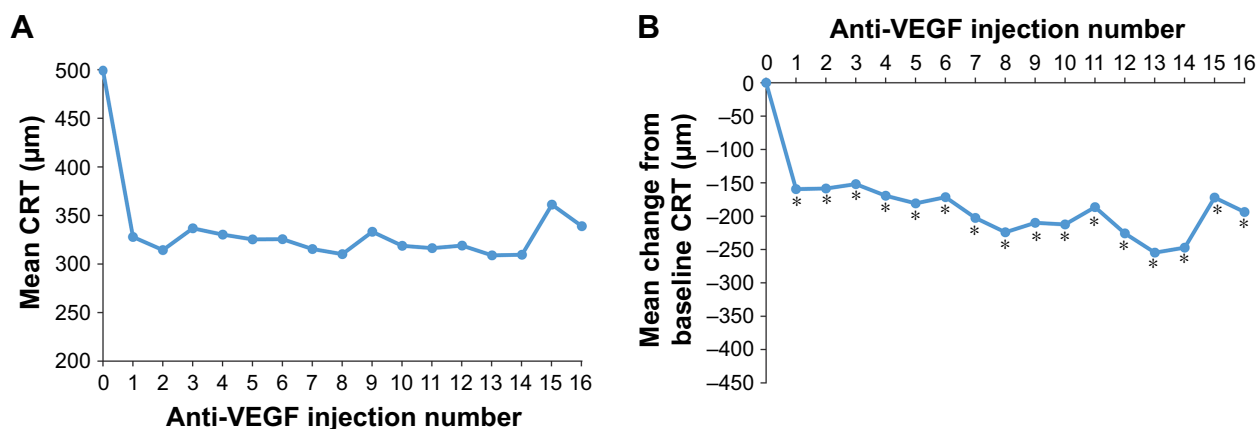 A
Mean CRT (µm)
500
450
400
350
300
250
200
0 1 2 3 4 5 6 7 8 9 10 11 12 13 14 15 16
Anti-VEGF injection number
B
Anti-VEGF injection number
0 1 2 3 4 5 6 7 8 9 10 11 12 13 14 15 16
Mean change from
baseline CRT (µm)
0
–50
–100
–150
–200
–250
–300
–350
–400
–450
* * * * * * * * * * * * * * * *